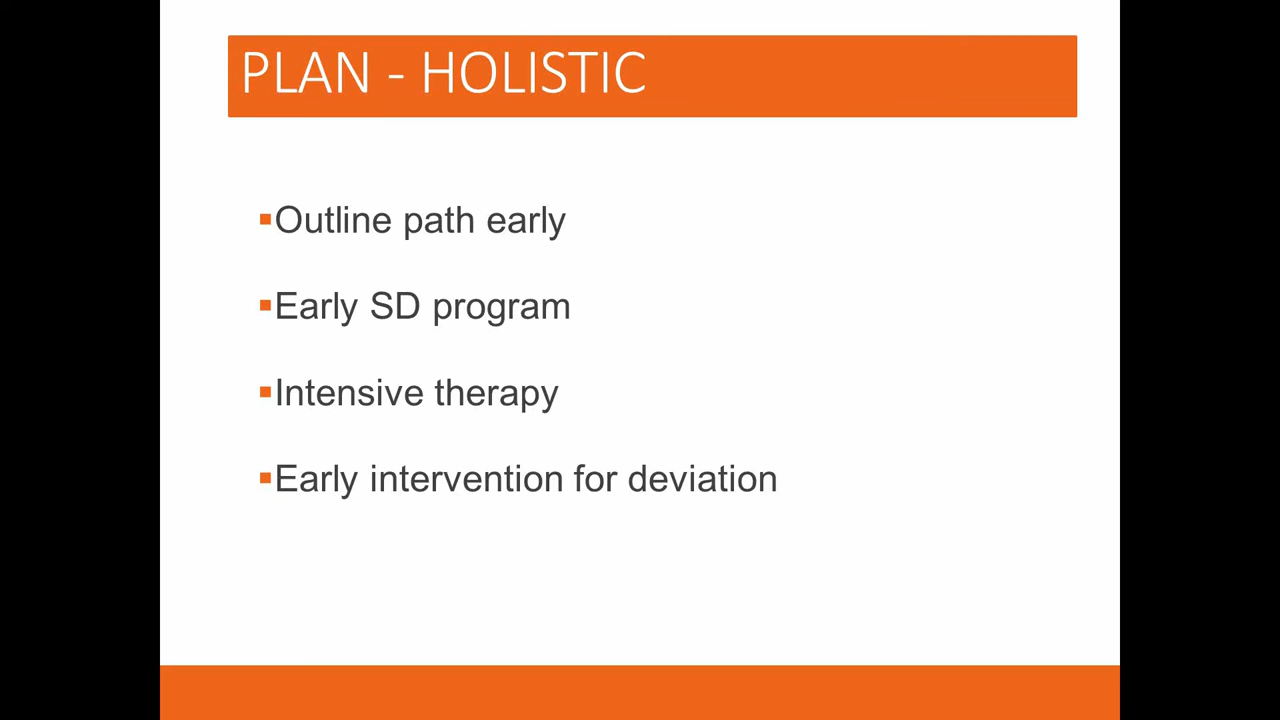 PLAN - HOLISTIC
▪Outline path early
▪Early SD program
▪Intensive therapy
▪Early intervention for deviation